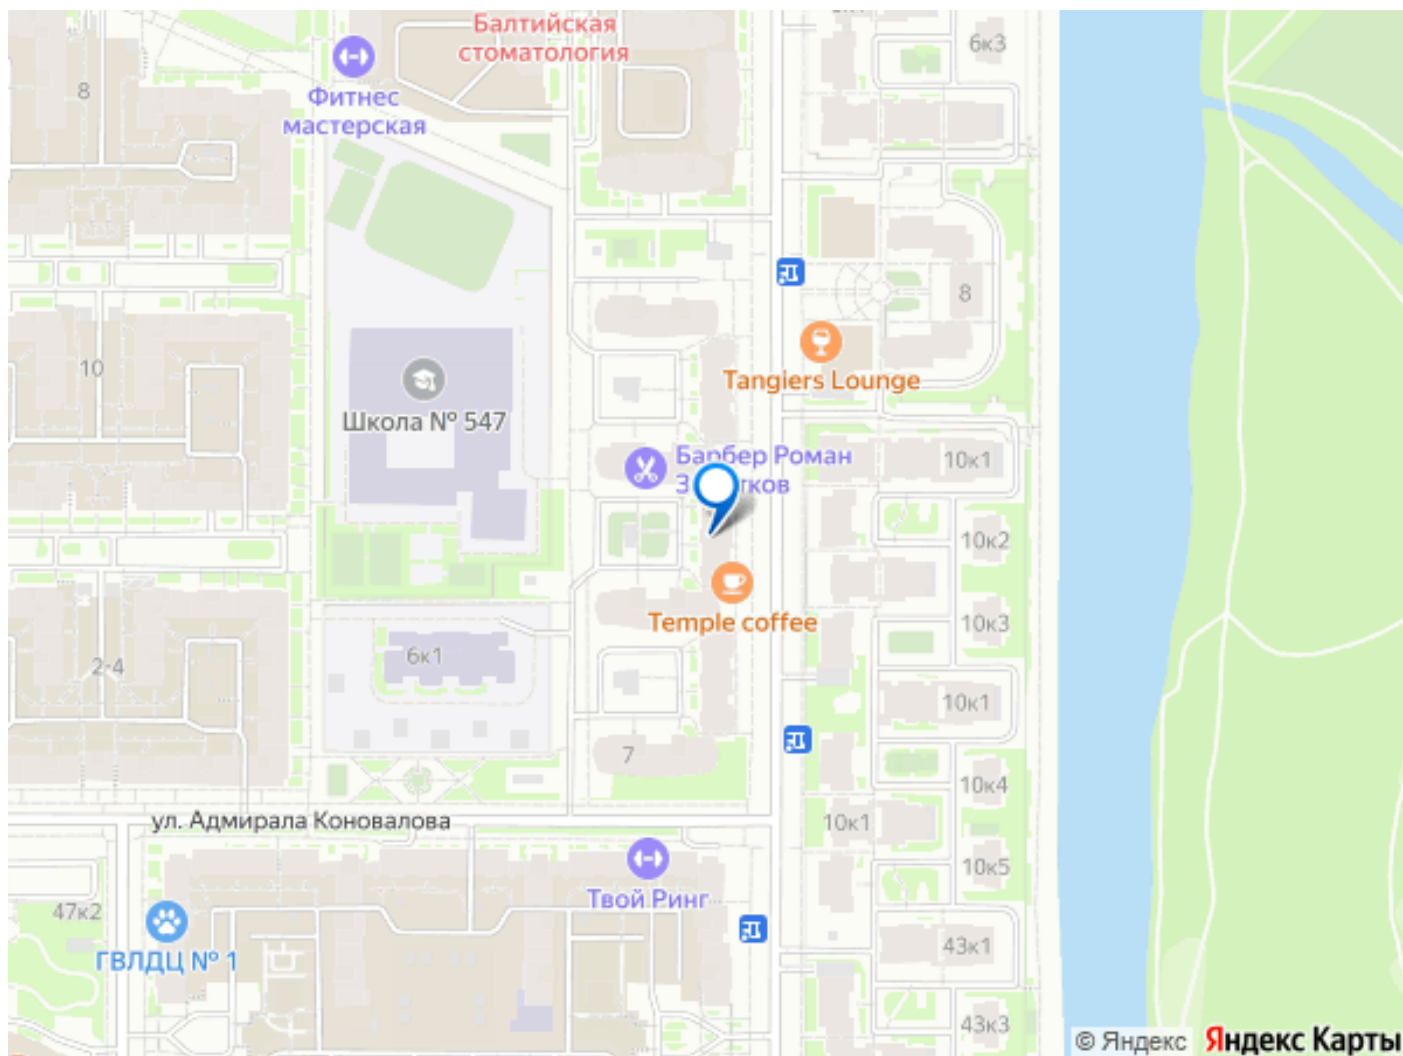 Балтийская
стоматология
6к3
8
Фитнес
мастерская
8
10
Tangiers Lounge
Школа № 547
Барбер Роман
10к1
10к2
Temple coffee
10к3
6к1
2-4
10к1
7
10к4
ул. Адмирала Коновалова
10к1
10к5
Твой Ринг
47к2
43к1
ГВЛДЦ № 1
43к3
© Яндекс Яндекс Карты